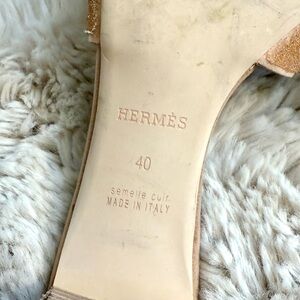 HERMÈS
40
semelle cuir
MADE IN ITALY